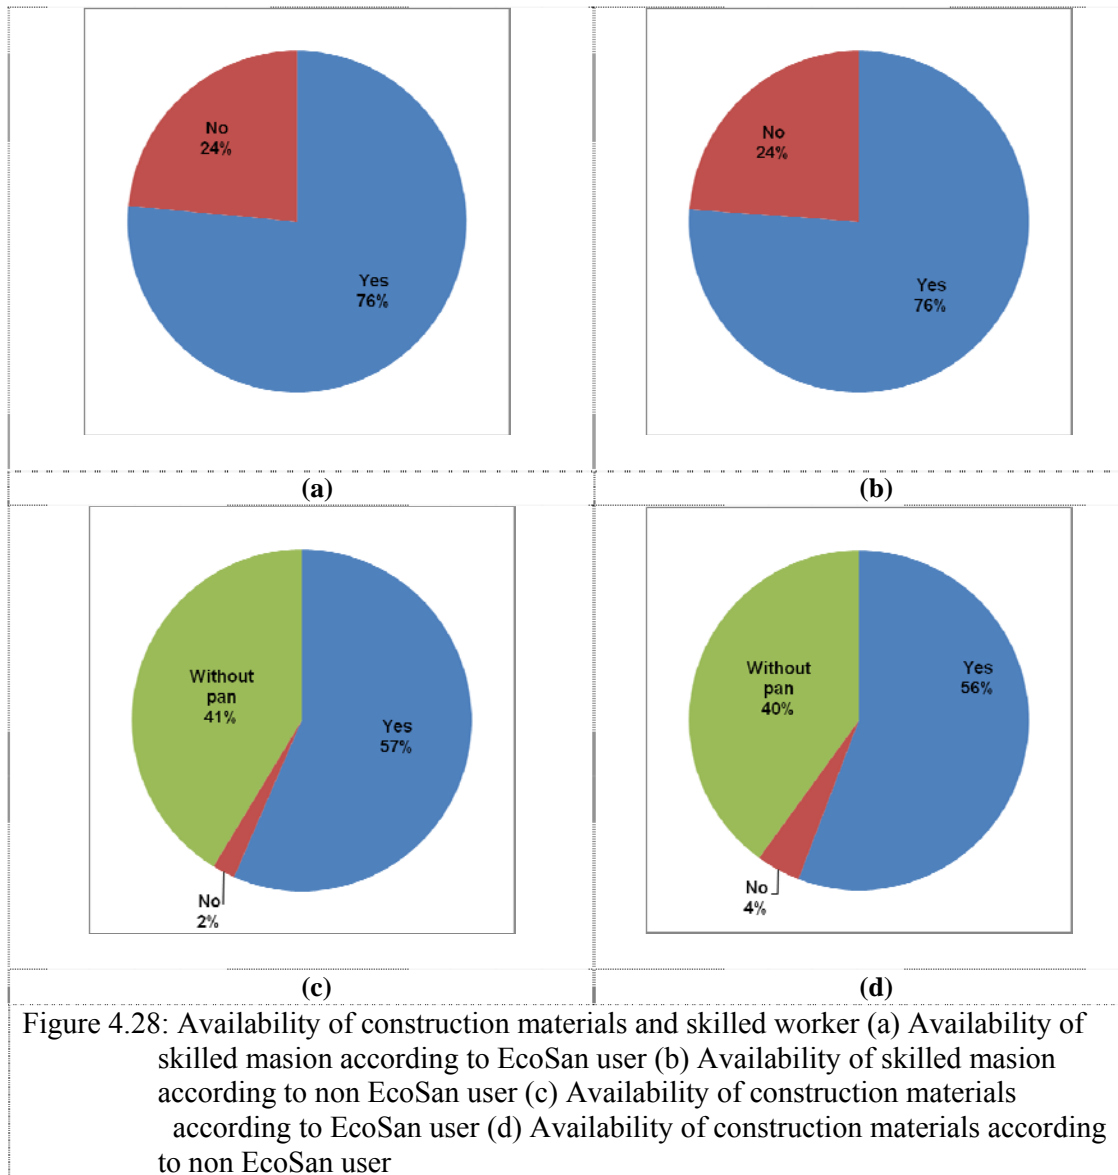 No
24%
Yes
76%
No
24%
Yes
76%
(a)
(b)
Without
pan
41%
Yes
57%
No
2%
Without
pan
40%
Yes
56%
No
4%
(c)
(d)
Figure 4.28: Availability of construction materials and skilled worker (a) Availability of
skilled masion according to EcoSan user (b) Availability of skilled masion
according to non EcoSan user (c) Availability of construction materials
according to EcoSan user (d) Availability of construction materials according
to non EcoSan user